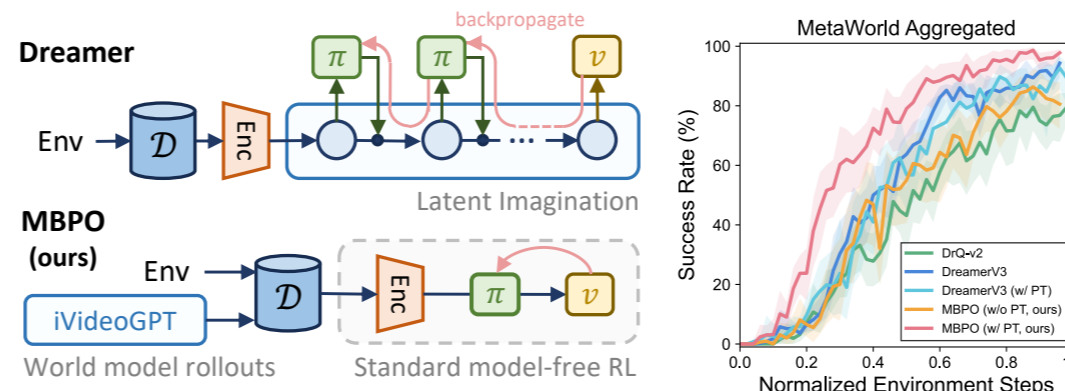 backpropagate
Dreamer
π
π
v
Env
D
Enc
...
Latent Imagination
MBPO
(ours)
Env
iVideoGPT
D
Enc
π
v
World model rollouts
Standard model-free RL
MetaWorld Aggregated
Success Rate (%)
100
80
60
40
20
0
DrQ-v2
DreamerV3
DreamerV3 (w/ PT)
MBPO (w/o PT, ours)
MBPO (w/ PT, ours)
0.0 0.2 0.4 0.6 0.8 1
Normalized Environment Steps